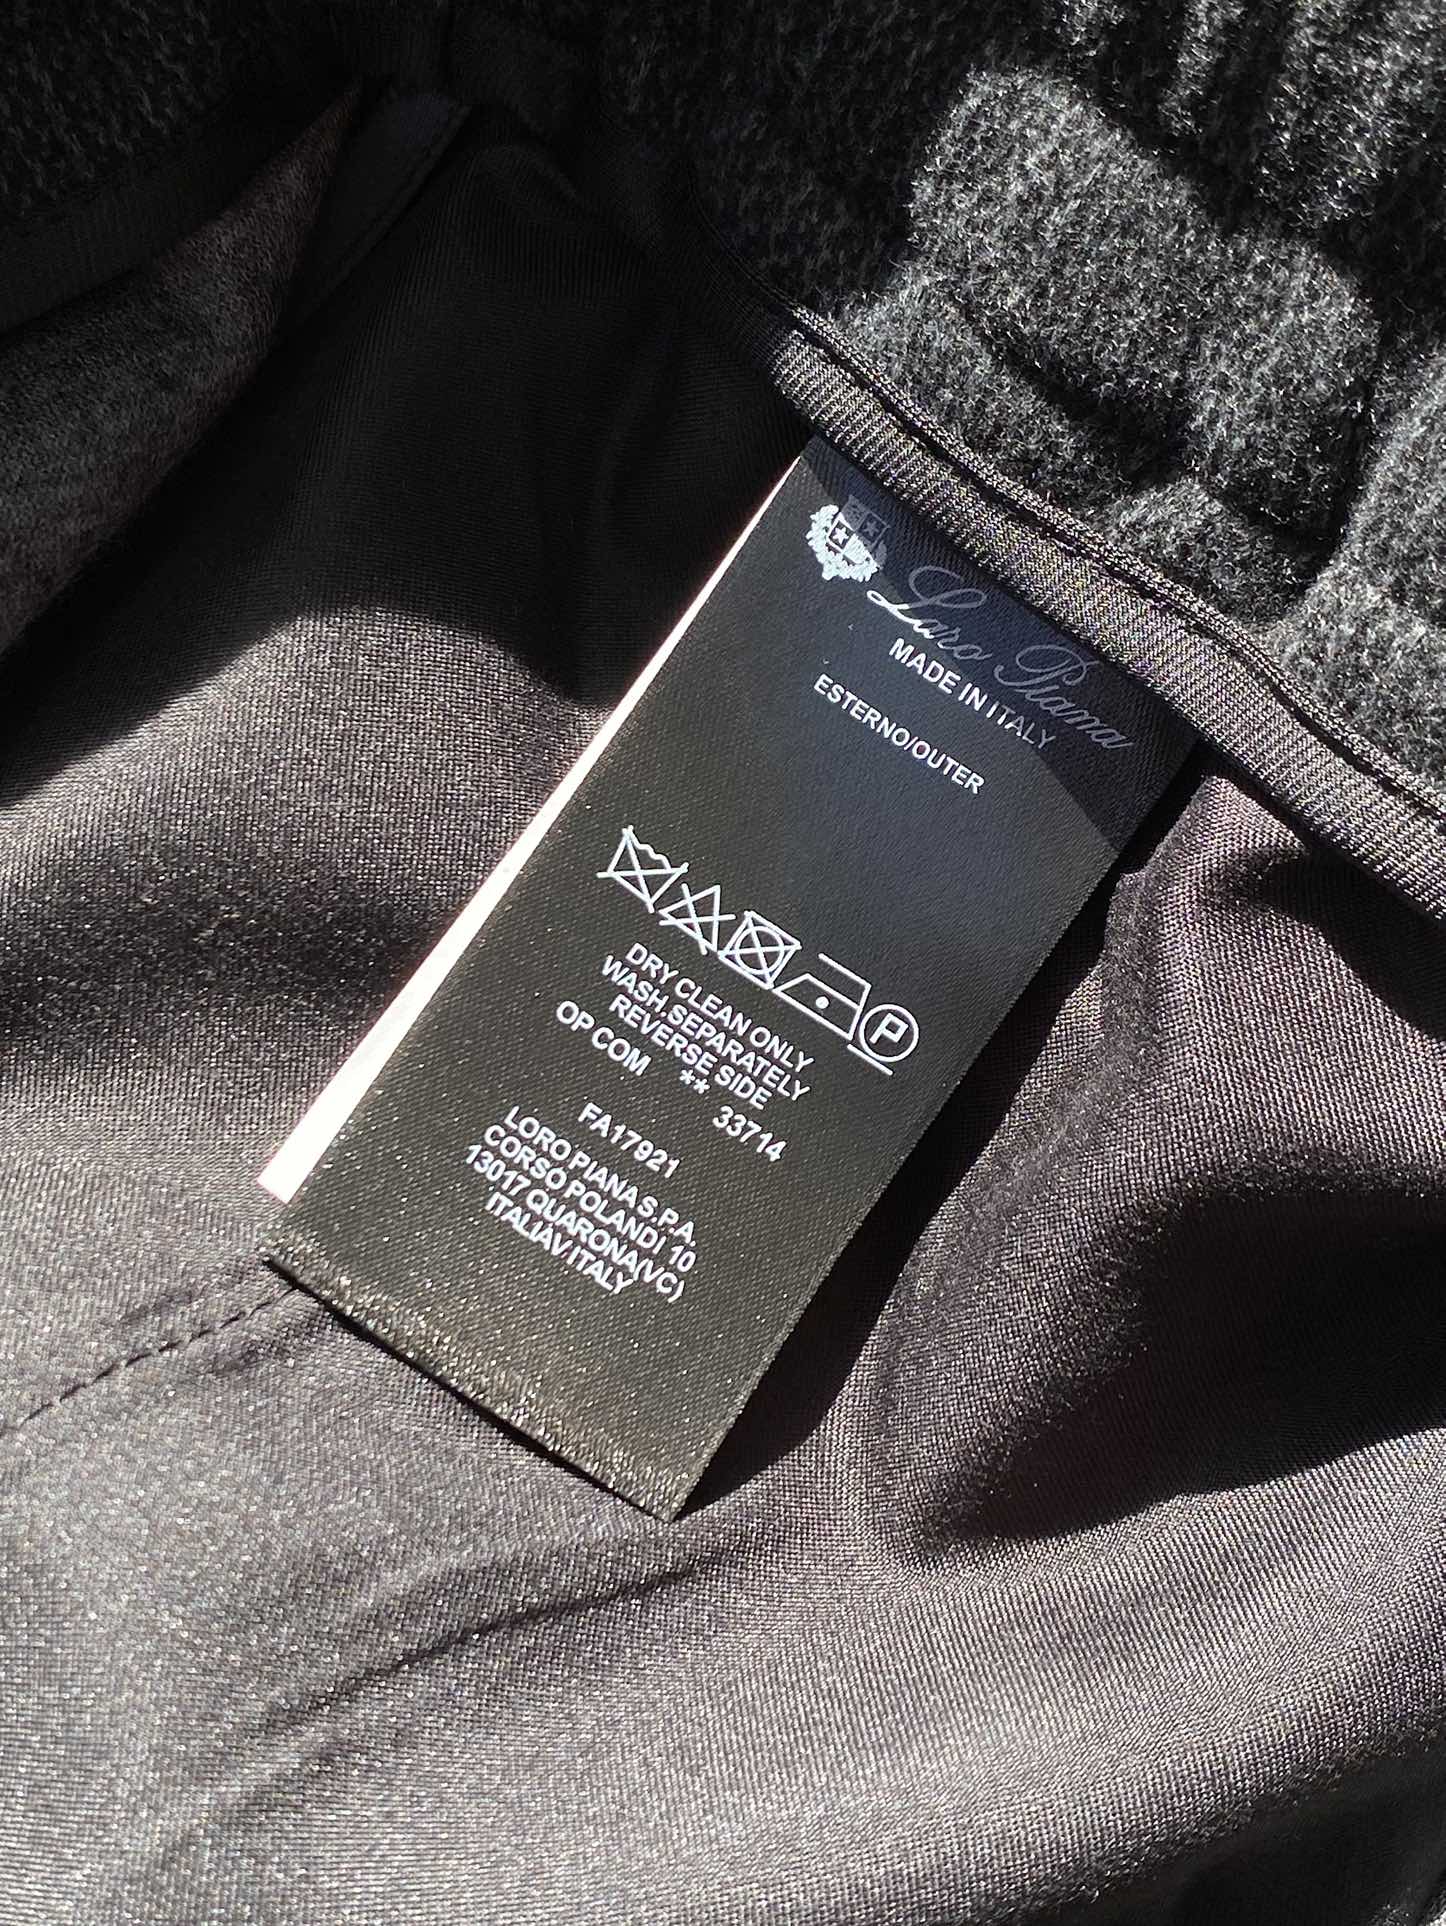 Loro Piana
MADE IN ITALY
ESTERNO/OUTER
P
DRY CLEAN ONLY
WASH SEPARATELY
REVERSE SIDE
OP COM ** 33714
FA17921
LORO PIANA S.P.A.
CORSO POLANDI 10
13017 QUARONA(VC)
ITALIAV.ITALY